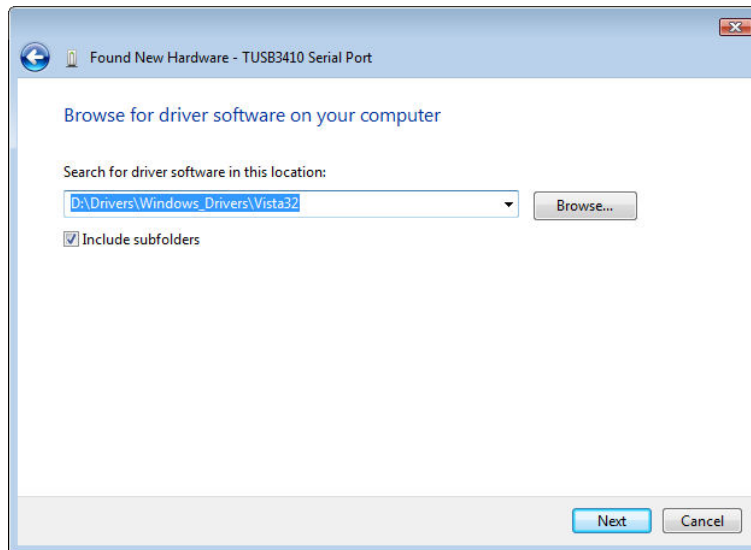 Found New Hardware - TUSB3410 Serial Port
Browse for driver software on your computer
Search for driver software in this location:
D:\Drivers\Windows_Drivers\Vista32
Browse...
Include subfolders
Next
Cancel